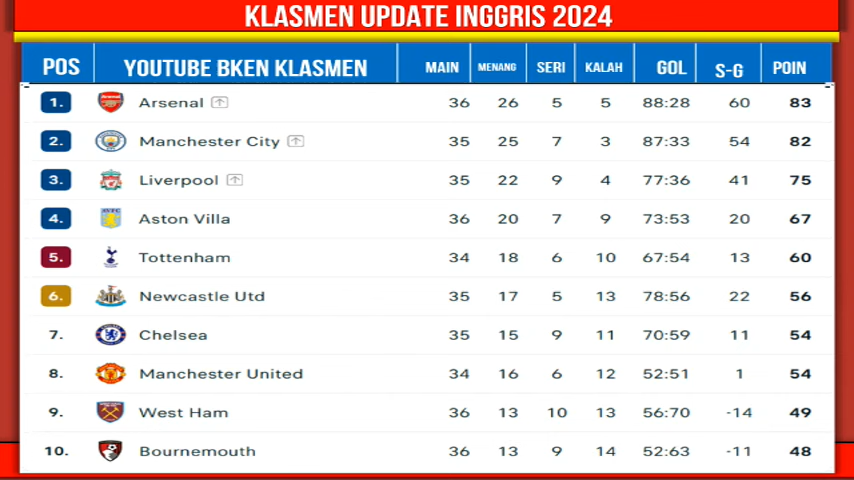 KLASMEN UPDATE INGGRIS 2024
POS YOUTUBE BKEN KLASMEN MAIN MENANG SERI KALAH GOL S-G POIN
1. Arsenal 36 26 5 5 88:28 60 83
2. Manchester City 35 25 7 3 87:33 54 82
3. Liverpool 35 22 9 4 77:36 41 75
4. Aston Villa 36 20 7 9 73:53 20 67
5. Tottenham 34 18 6 10 67:54 13 60
6. Newcastle Utd 35 17 5 13 78:56 22 56
7. Chelsea 35 15 9 11 70:59 11 54
8. Manchester United 34 16 6 12 52:51 1 54
9. West Ham 36 13 10 13 56:70 -14 49
10. Bournemouth 36 13 9 14 52:63 -11 48